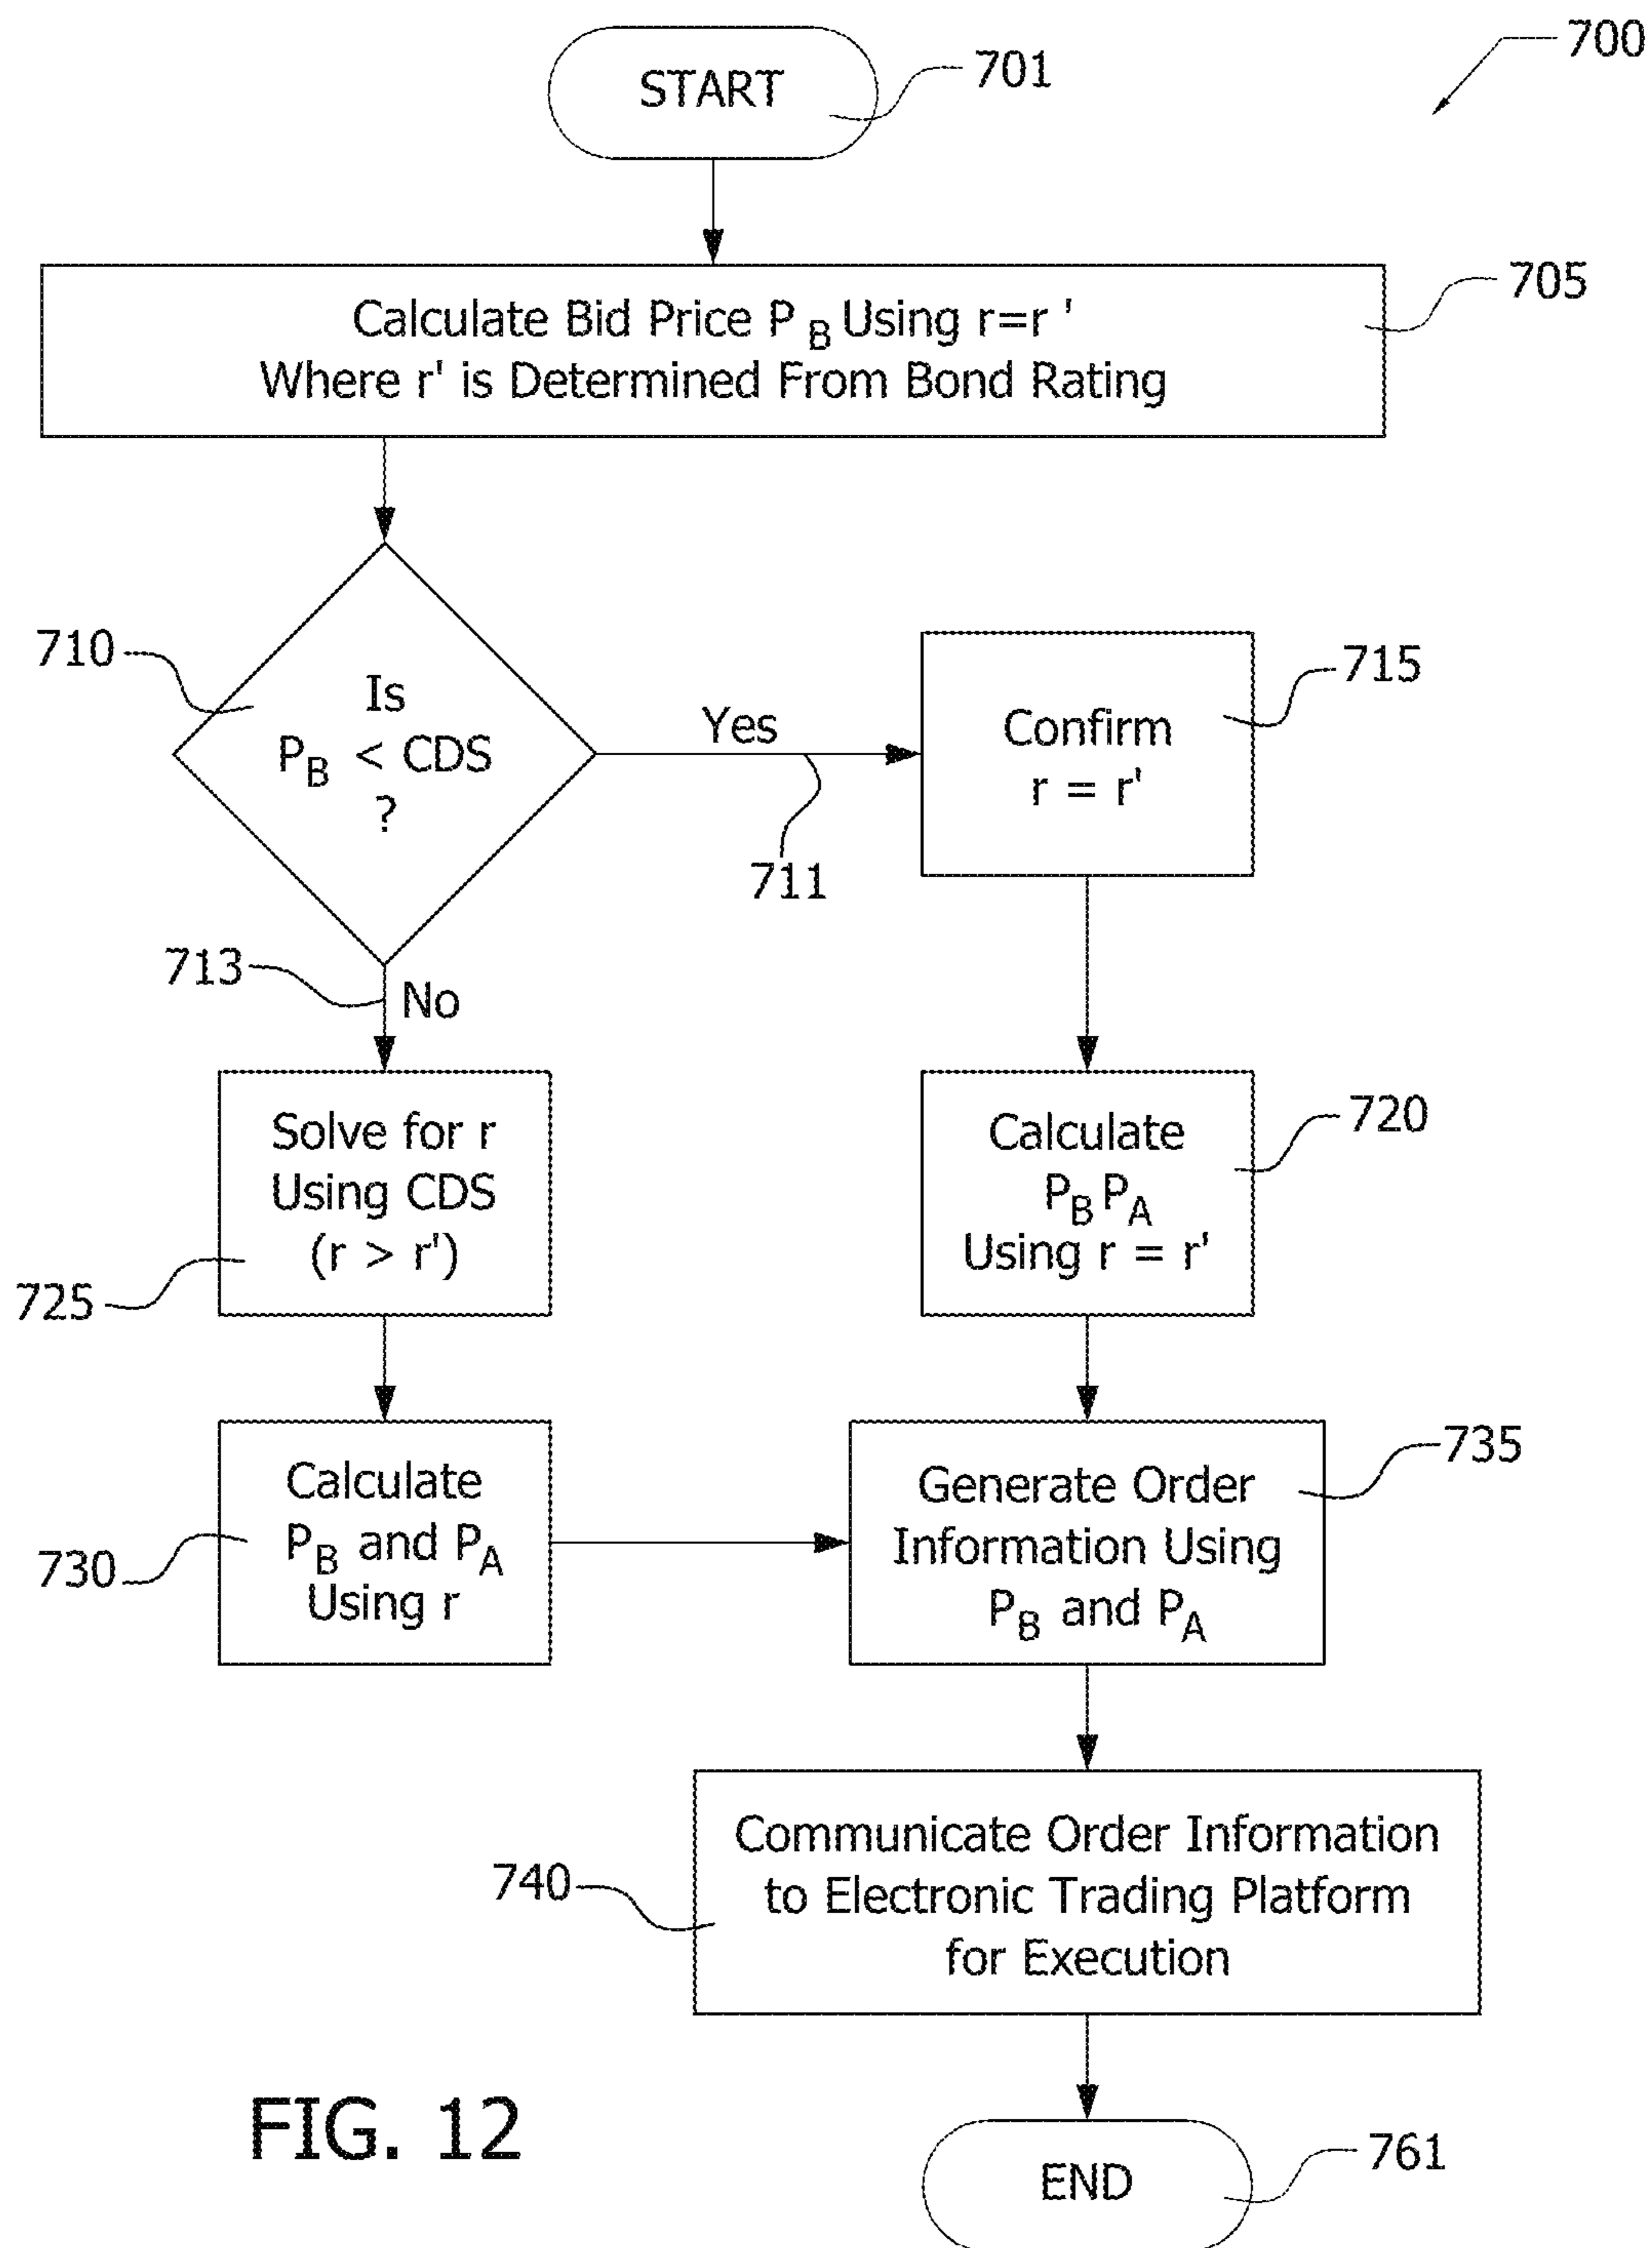 700
START
701
Calculate Bid Price P B Using r=r '
Where r' is Determined From Bond Rating
705
710
Is
PB < CDS
?
Yes
711
Confirm
r = r'
715
713
No
Solve for r
Using CDS
(r > r')
725
Calculate
PB PA
Using r = r'
720
Calculate
PB and PA
Using r
730
Generate Order
Information Using
PB and PA
735
Communicate Order Information
to Electronic Trading Platform
for Execution
740
END
761
FIG. 12